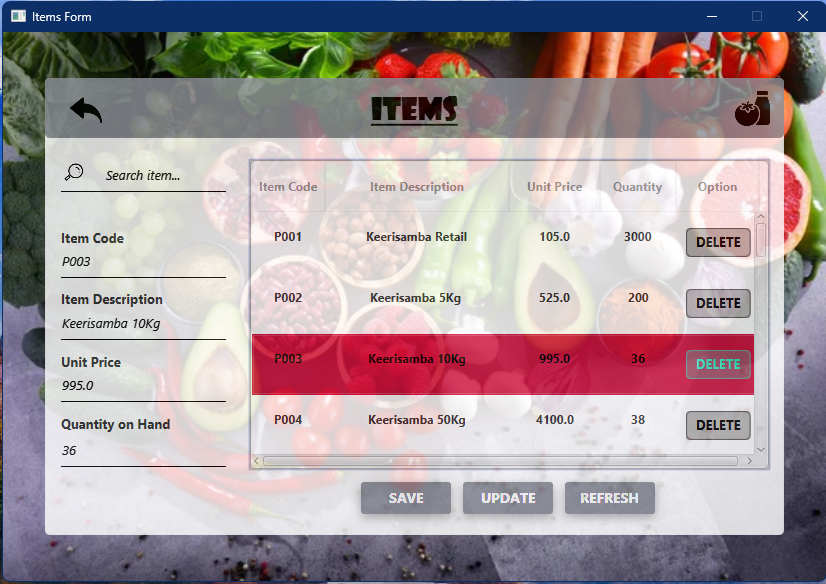 Items Form
ITEMS
Search item...
Item Code
P003
Item Description
Keerisamba 10Kg
Unit Price
995.0
Quantity on Hand
36
Item Code Item Description Unit Price Quantity Option
P001 Keerisamba Retail 105.0 3000 DELETE
P002 Keerisamba 5Kg 525.0 200 DELETE
P003 Keerisamba 10Kg 995.0 36 DELETE
P004 Keerisamba 50Kg 4100.0 38 DELETE
SAVE UPDATE REFRESH